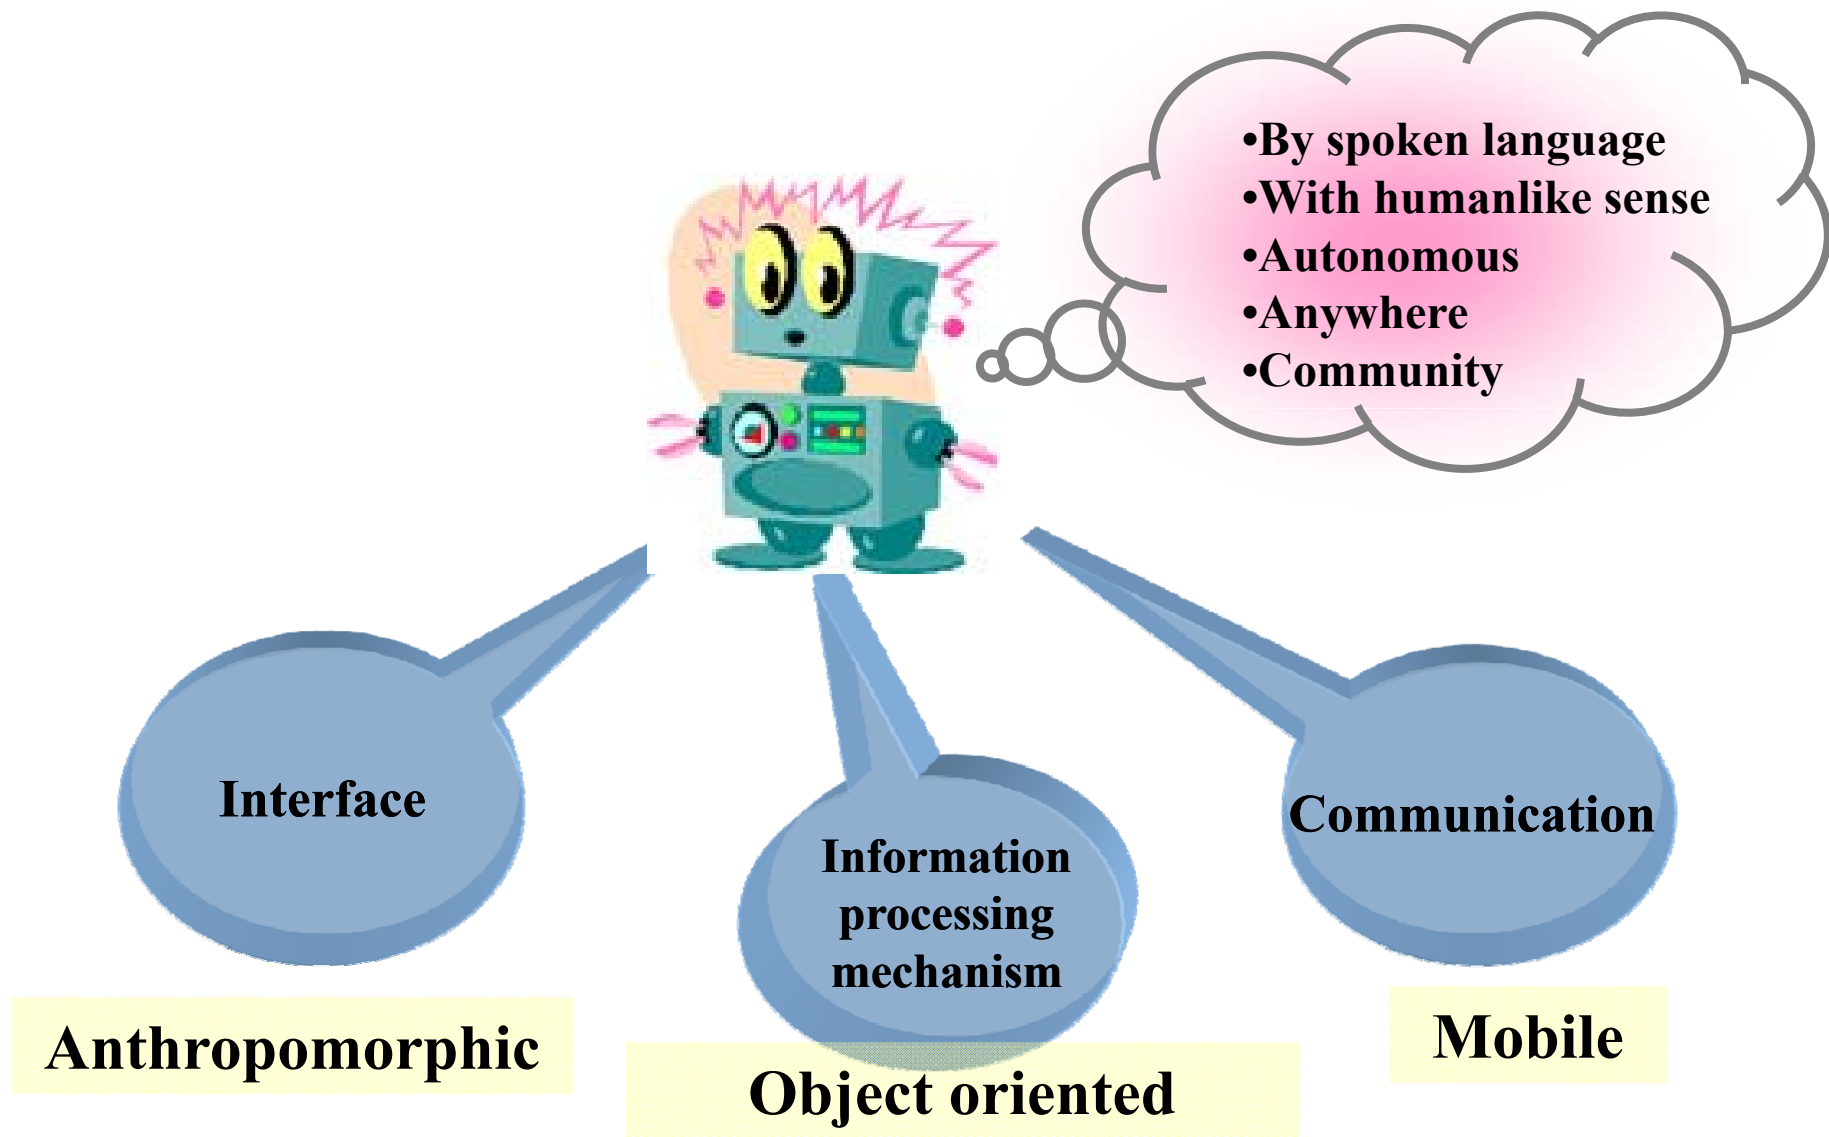 •By spoken language
•With humanlike sense
•Autonomous
•Anywhere
•Community
Interface
Information
processing
mechanism
Communication
Anthropomorphic
Object oriented
Mobile